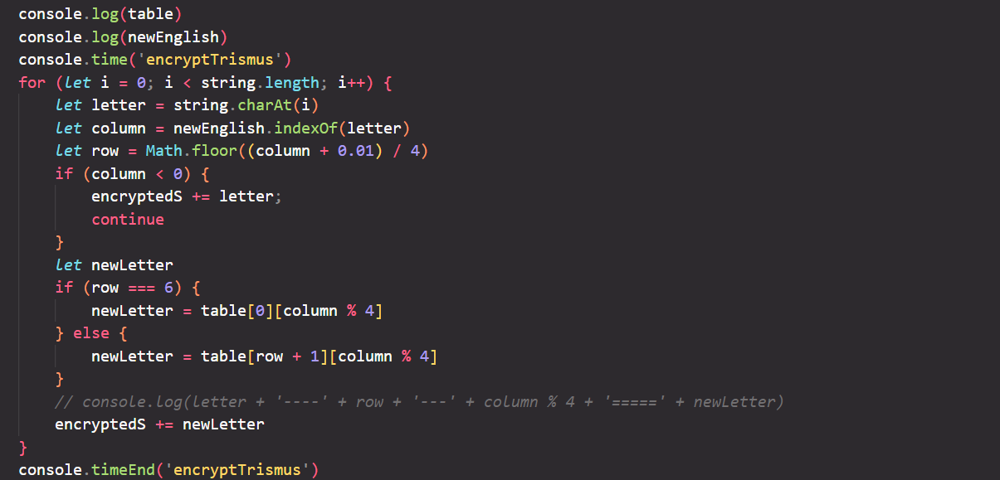 console.log(table)
console.log(newEnglish)
console.time('encryptTrismus')
for (let i = 0; i < string.length; i++) {
    let letter = string.charAt(i)
    let column = newEnglish.indexOf(letter)
    let row = Math.floor((column + 0.01) / 4)
    if (column < 0) {
        encryptedS += letter;
        continue
    }
    let newLetter
    if (row === 6) {
        newLetter = table[0][column % 4]
    } else {
        newLetter = table[row + 1][column % 4]
    }
    // console.log(letter + '----' + row + '---' + column % 4 + '=====' + newLetter)
    encryptedS += newLetter
}
console.timeEnd('encryptTrismus')